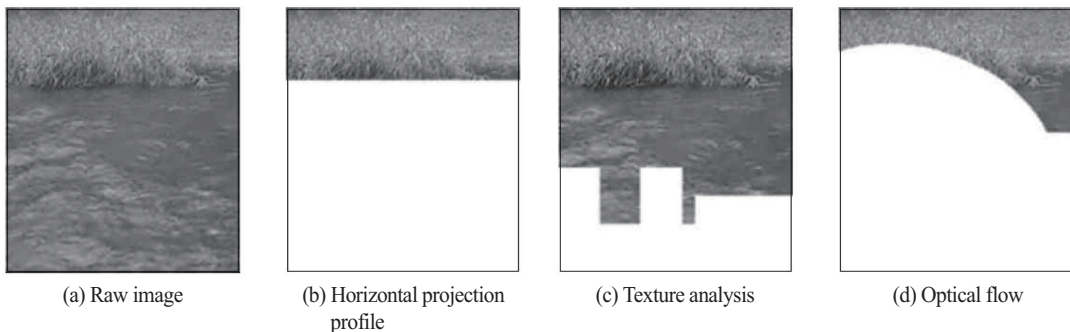 (a) Raw image
(b) Horizontal projection
profile
(c) Texture analysis
(d) Optical flow